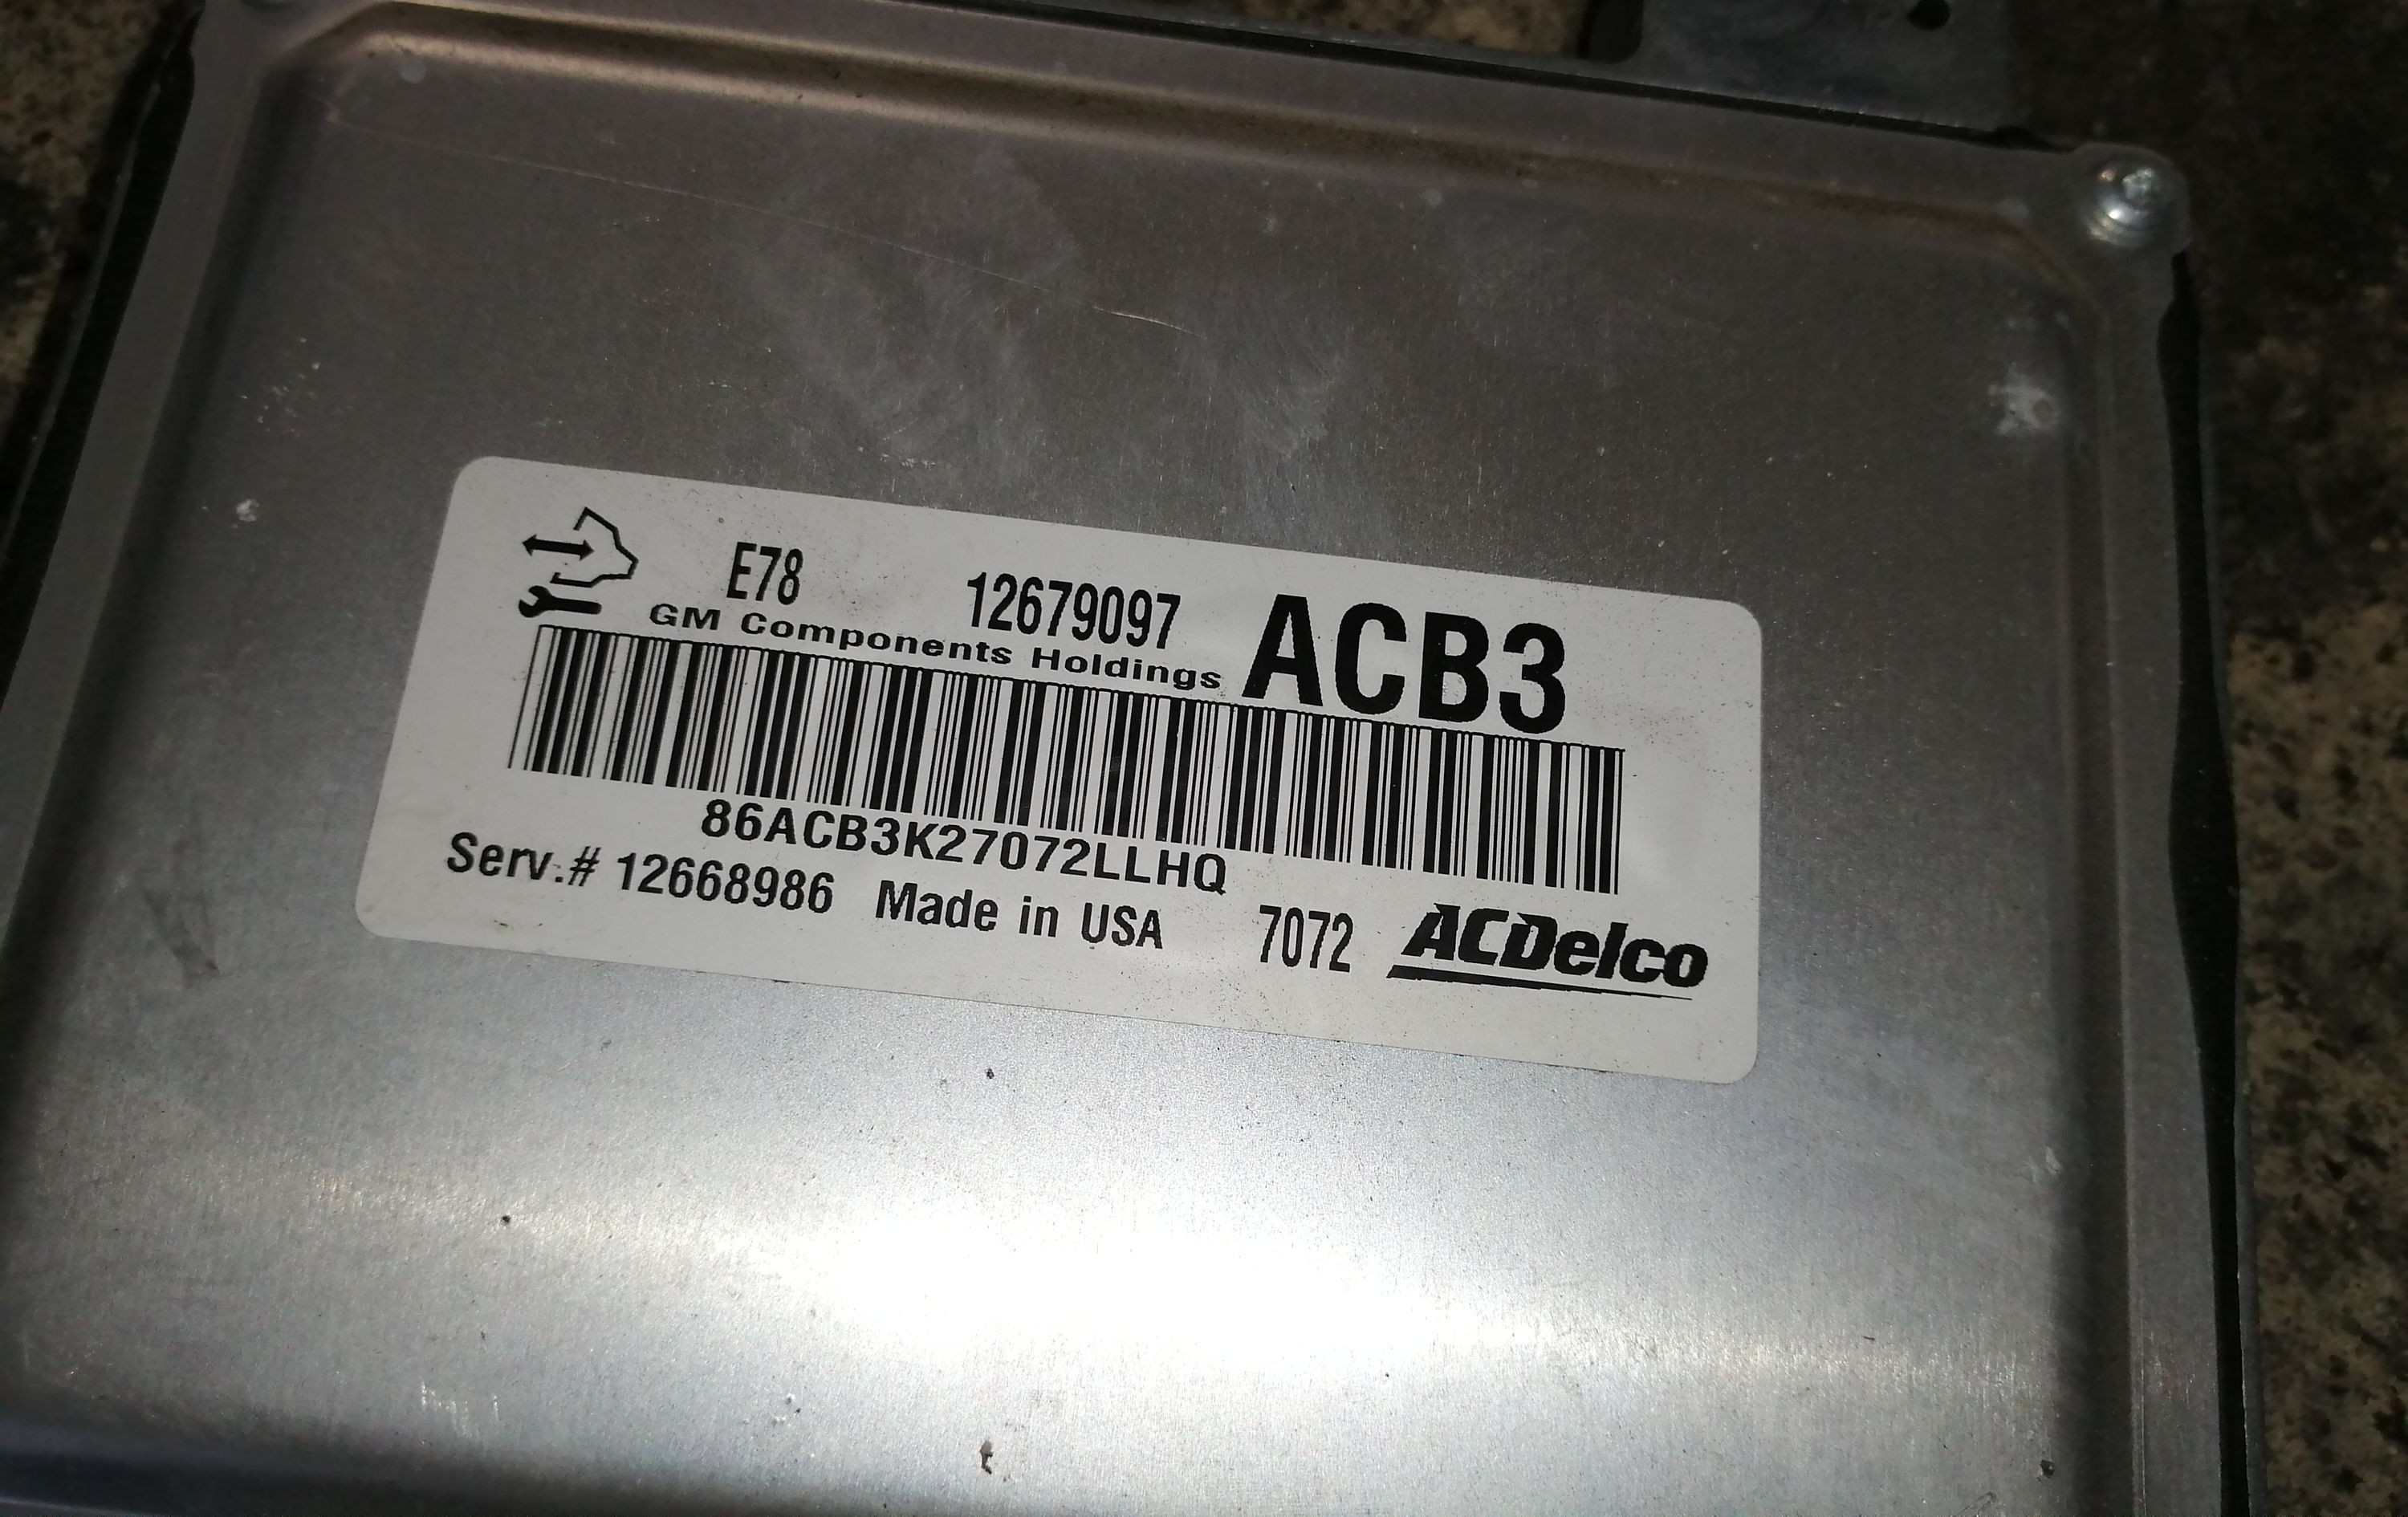 E78 12679097 ACB3
GM Components Holdings
86ACB3K27072LLHQ
Serv.# 12668986 Made in USA 7072 ACDelco